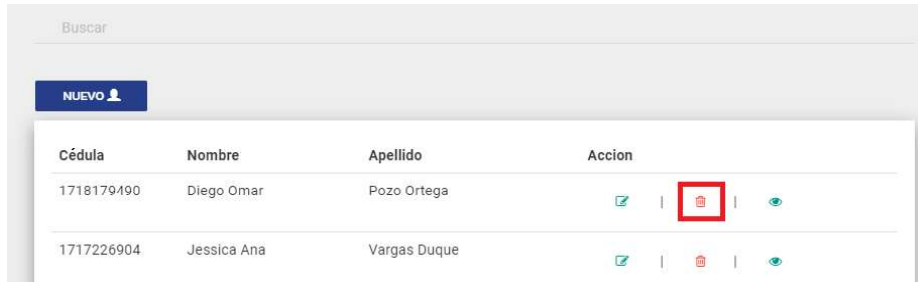 Buscar
NUEVO
Cédula Nombre Apellido Accion
1718179490 Diego Omar Pozo Ortega | |
1717226904 Jessica Ana Vargas Duque | |